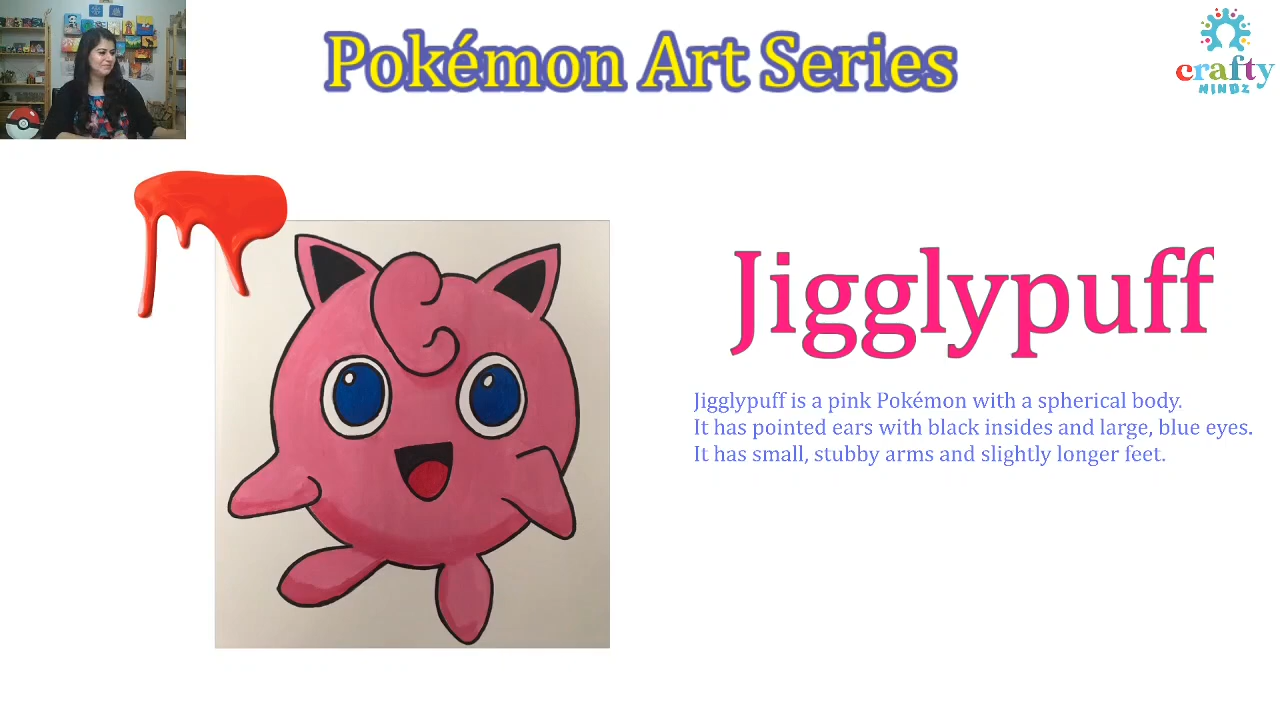 Pokémon Art Series
crafty
MINDZ
Jigglypuff
Jigglypuff is a pink Pokémon with a spherical body.
It has pointed ears with black insides and large, blue eyes.
It has small, stubby arms and slightly longer feet.